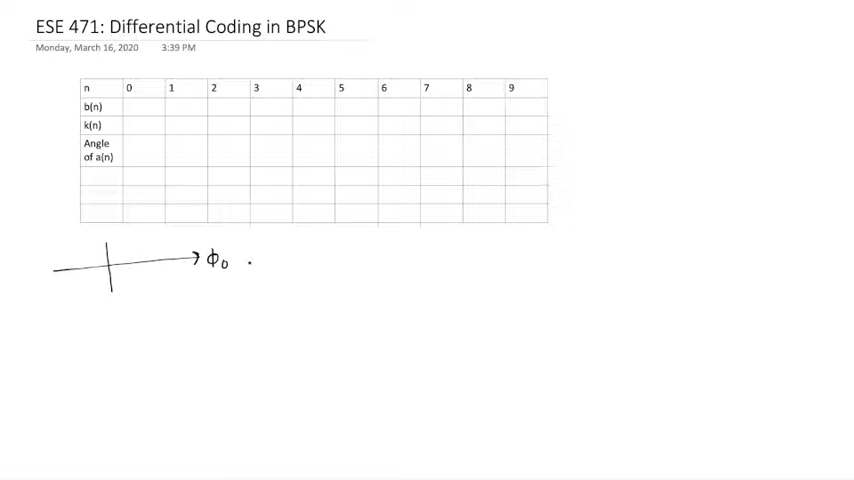 ESE 471: Differential Coding in BPSK
Monday, March 16, 2020 3:39 PM
n 0 1 2 3 4 5 6 7 8 9
b(n)
k(n)
Angle
of a(n)
ϕ₀